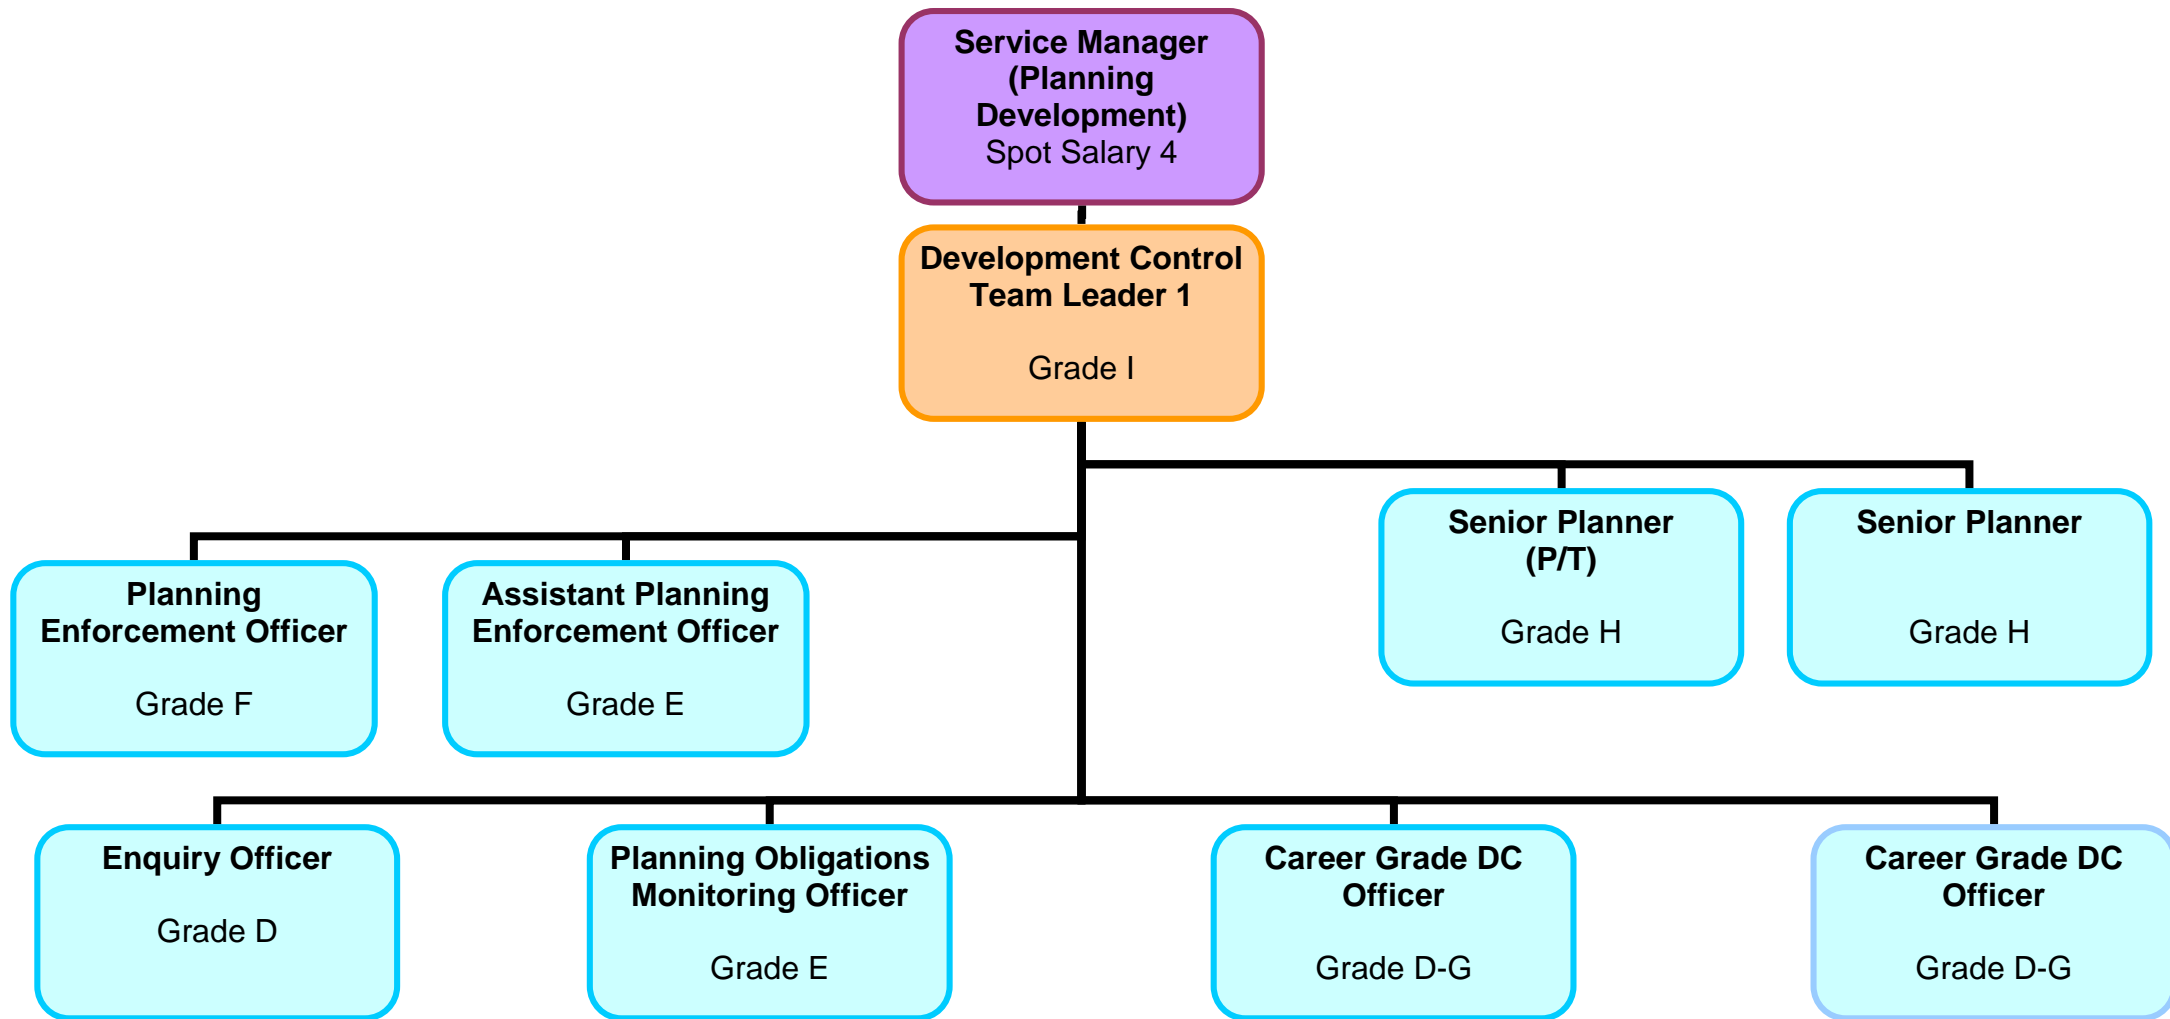 Service Manager
(Planning
Development)
Spot Salary 4
Development Control
Team Leader 1
Grade I
Senior Planner
(P/T)
Grade H
Senior Planner
Grade H
Planning
Enforcement Officer
Grade F
Assistant Planning
Enforcement Officer
Grade E
Enquiry Officer
Grade D
Planning Obligations
Monitoring Officer
Grade E
Career Grade DC
Officer
Grade D-G
Career Grade DC
Officer
Grade D-G